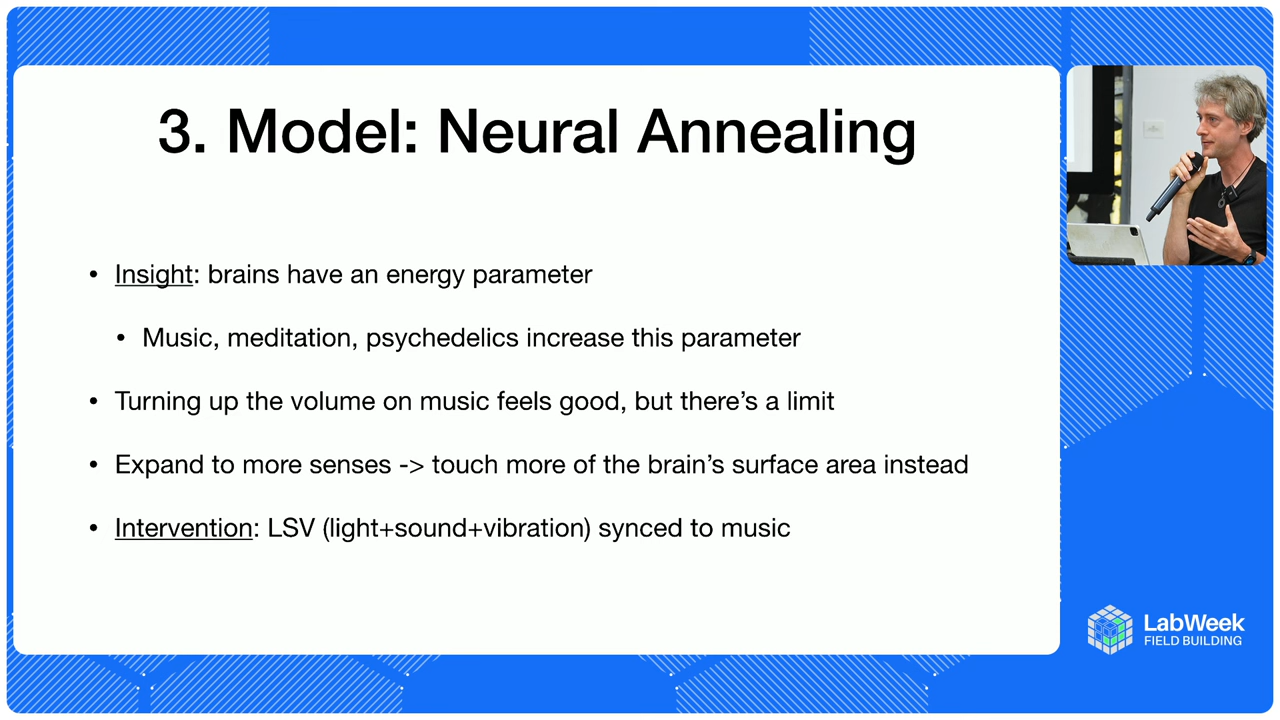 3. Model: Neural Annealing
• Insight: brains have an energy parameter
• Music, meditation, psychedelics increase this parameter
• Turning up the volume on music feels good, but there’s a limit
• Expand to more senses -> touch more of the brain’s surface area instead
• Intervention: LSV (light+sound+vibration) synced to music
LabWeek
FIELD BUILDING